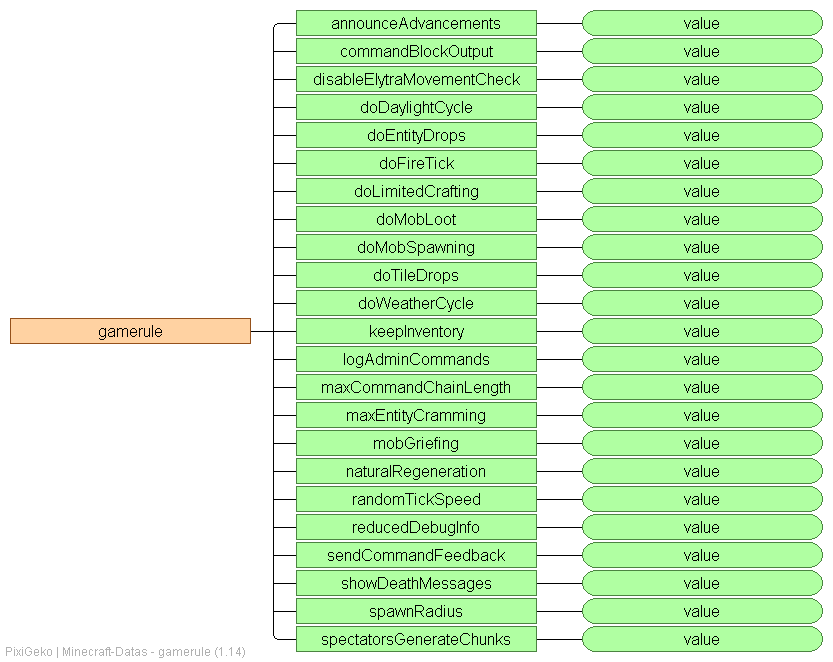 announceAdvancements value
commandBlockOutput value
disableElytraMovementCheck value
doDaylightCycle value
doEntityDrops value
doFireTick value
doLimitedCrafting value
doMobLoot value
doMobSpawning value
doTileDrops value
doWeatherCycle value
gamerule keepInventory value
logAdminCommands value
maxCommandChainLength value
maxEntityCramming value
mobGriefing value
naturalRegeneration value
randomTickSpeed value
reducedDebugInfo value
sendCommandFeedback value
showDeathMessages value
spawnRadius value
spectatorsGenerateChunks value
PixiGeko | Minecraft-Datas - gamerule (1.14)